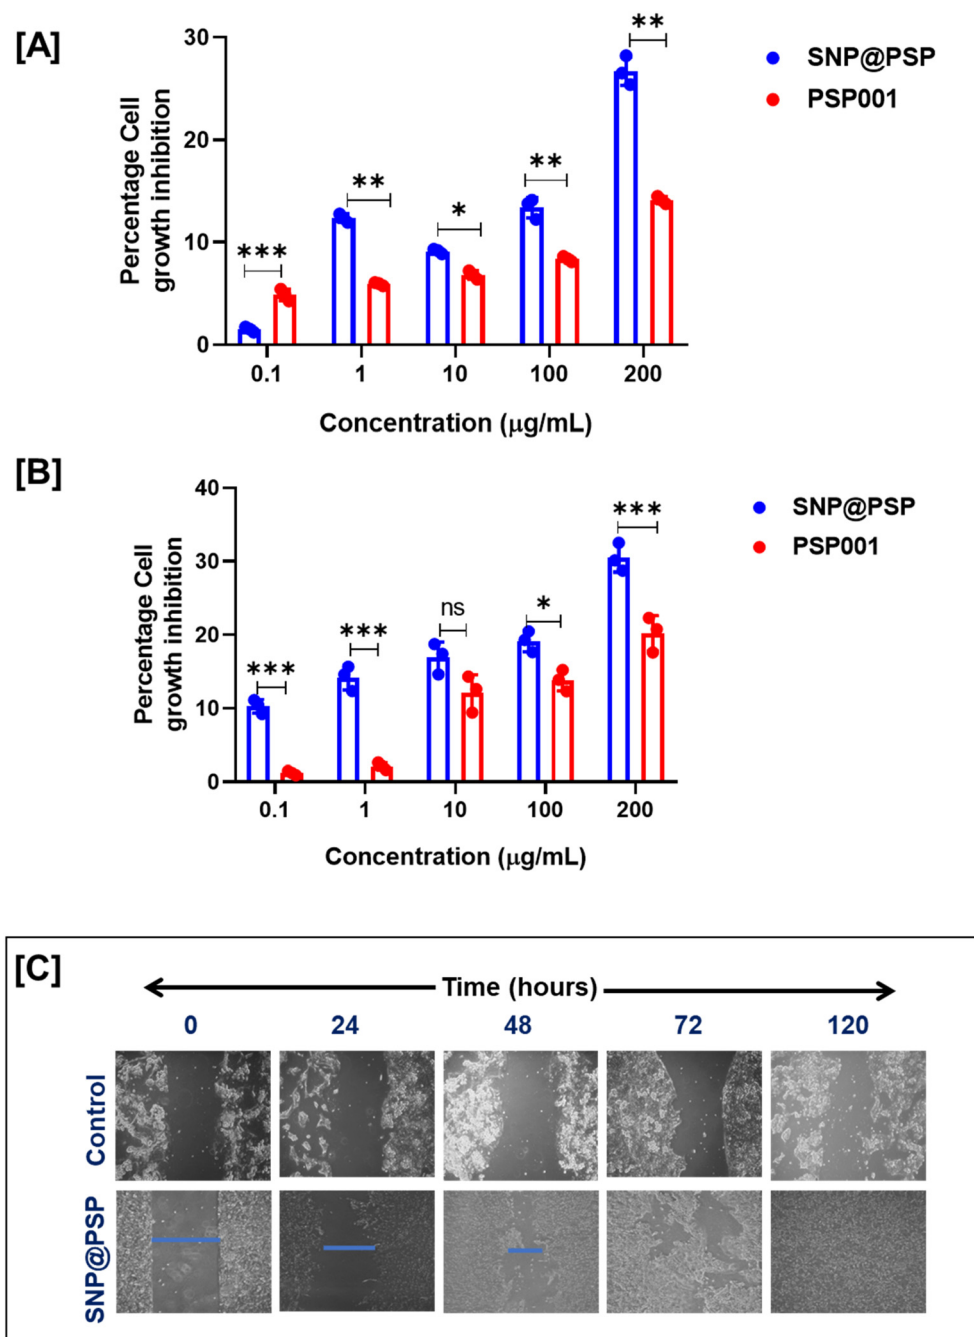 [A]
30
20
10
0
Percentage Cell
growth inhibition
***
**
*
**
**
SNP@PSP
PSP001
0.1 1 10 100 200
Concentration (μg/mL)
[B]
40
30
20
10
0
Percentage Cell
growth inhibition
***
***
ns
*
***
SNP@PSP
PSP001
0.1 1 10 100 200
Concentration (μg/mL)
[C]
Time (hours)
0 24 48 72 120
Control
SNP@PSP